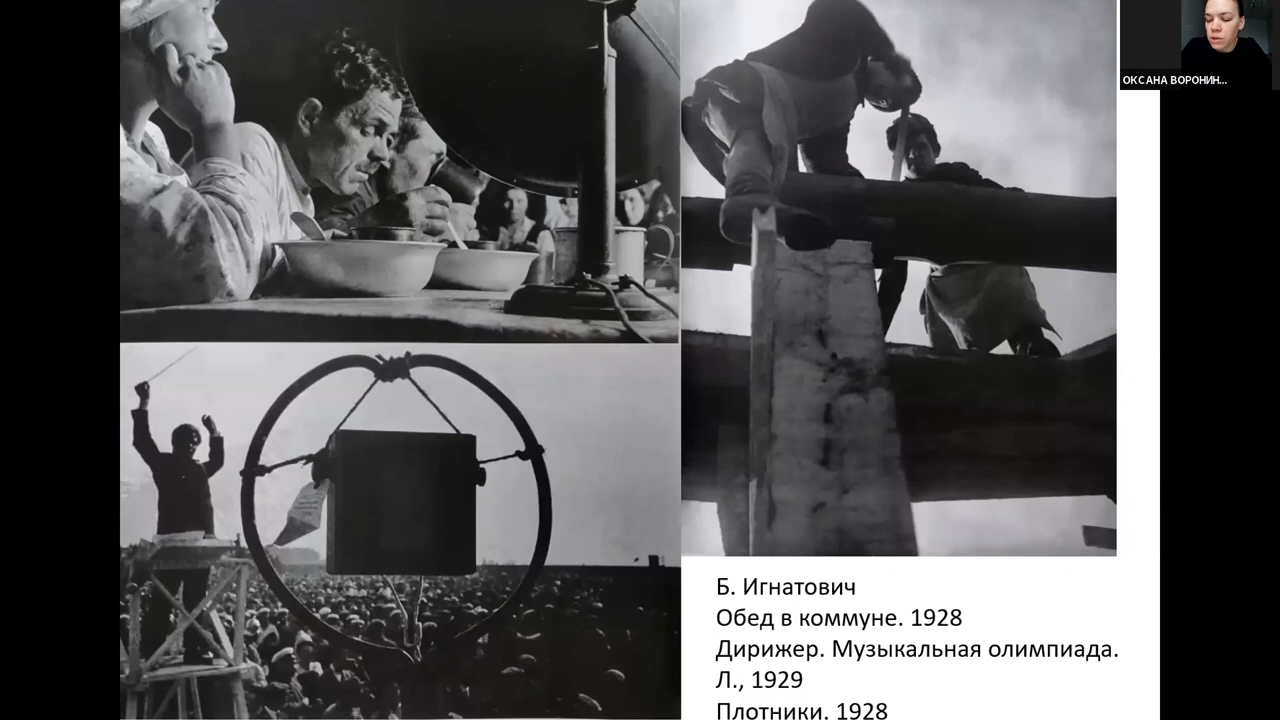 ОКСАНА ВОРОНИН...
Б. Игнатович
Обед в коммуне. 1928
Дирижер. Музыкальная олимпиада.
Л., 1929
Плотники. 1928